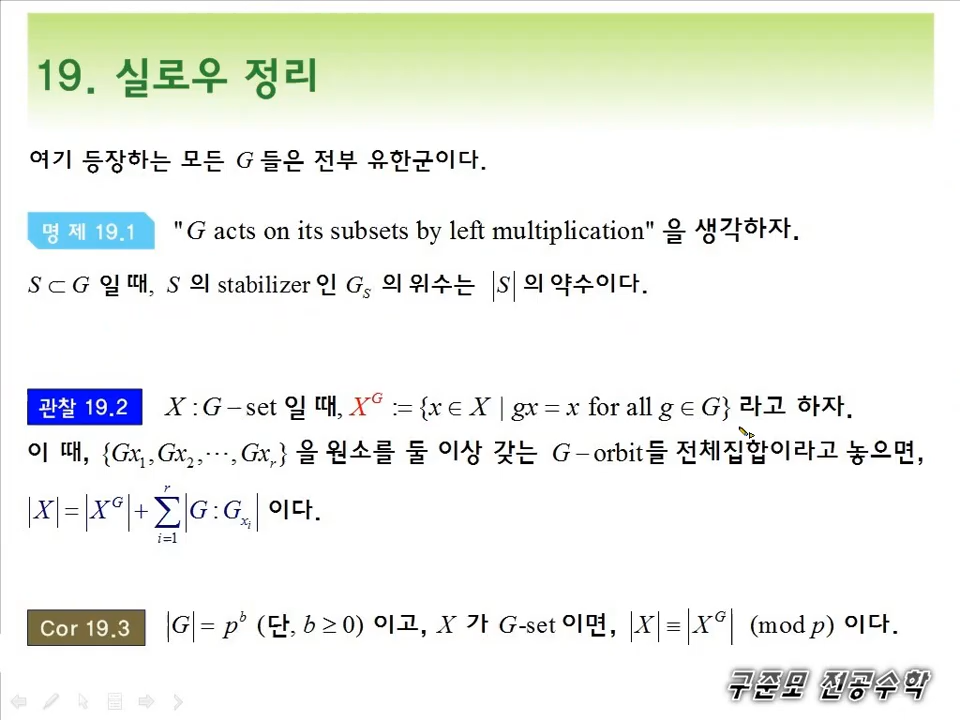 19. 실로우 정리
여기 등장하는 모든 G 들은 전부 유한군이다.
명제 19.1 "G acts on its subsets by left multiplication" 을 생각하자.
S ⊂ G 일 때, S 의 stabilizer 인 G_S 의 위수는 |S| 의 약수이다.
관찰 19.2 X : G − set 일 때, X^G := {x ∈ X | gx = x for all g ∈ G} 라고 하자.
이 때, {Gx_1, Gx_2, ⋯, Gx_r} 을 원소를 둘 이상 갖는 G − orbit들 전체집합이라고 놓으면,
|X| = |X^G| + ∑_{i=1}^{r} |G : G_{x_i}| 이다.
Cor 19.3 |G| = p^b (단, b ≥ 0) 이고, X 가 G-set 이면, |X| ≡ |X^G| (mod p) 이다.
구준모 전공수학